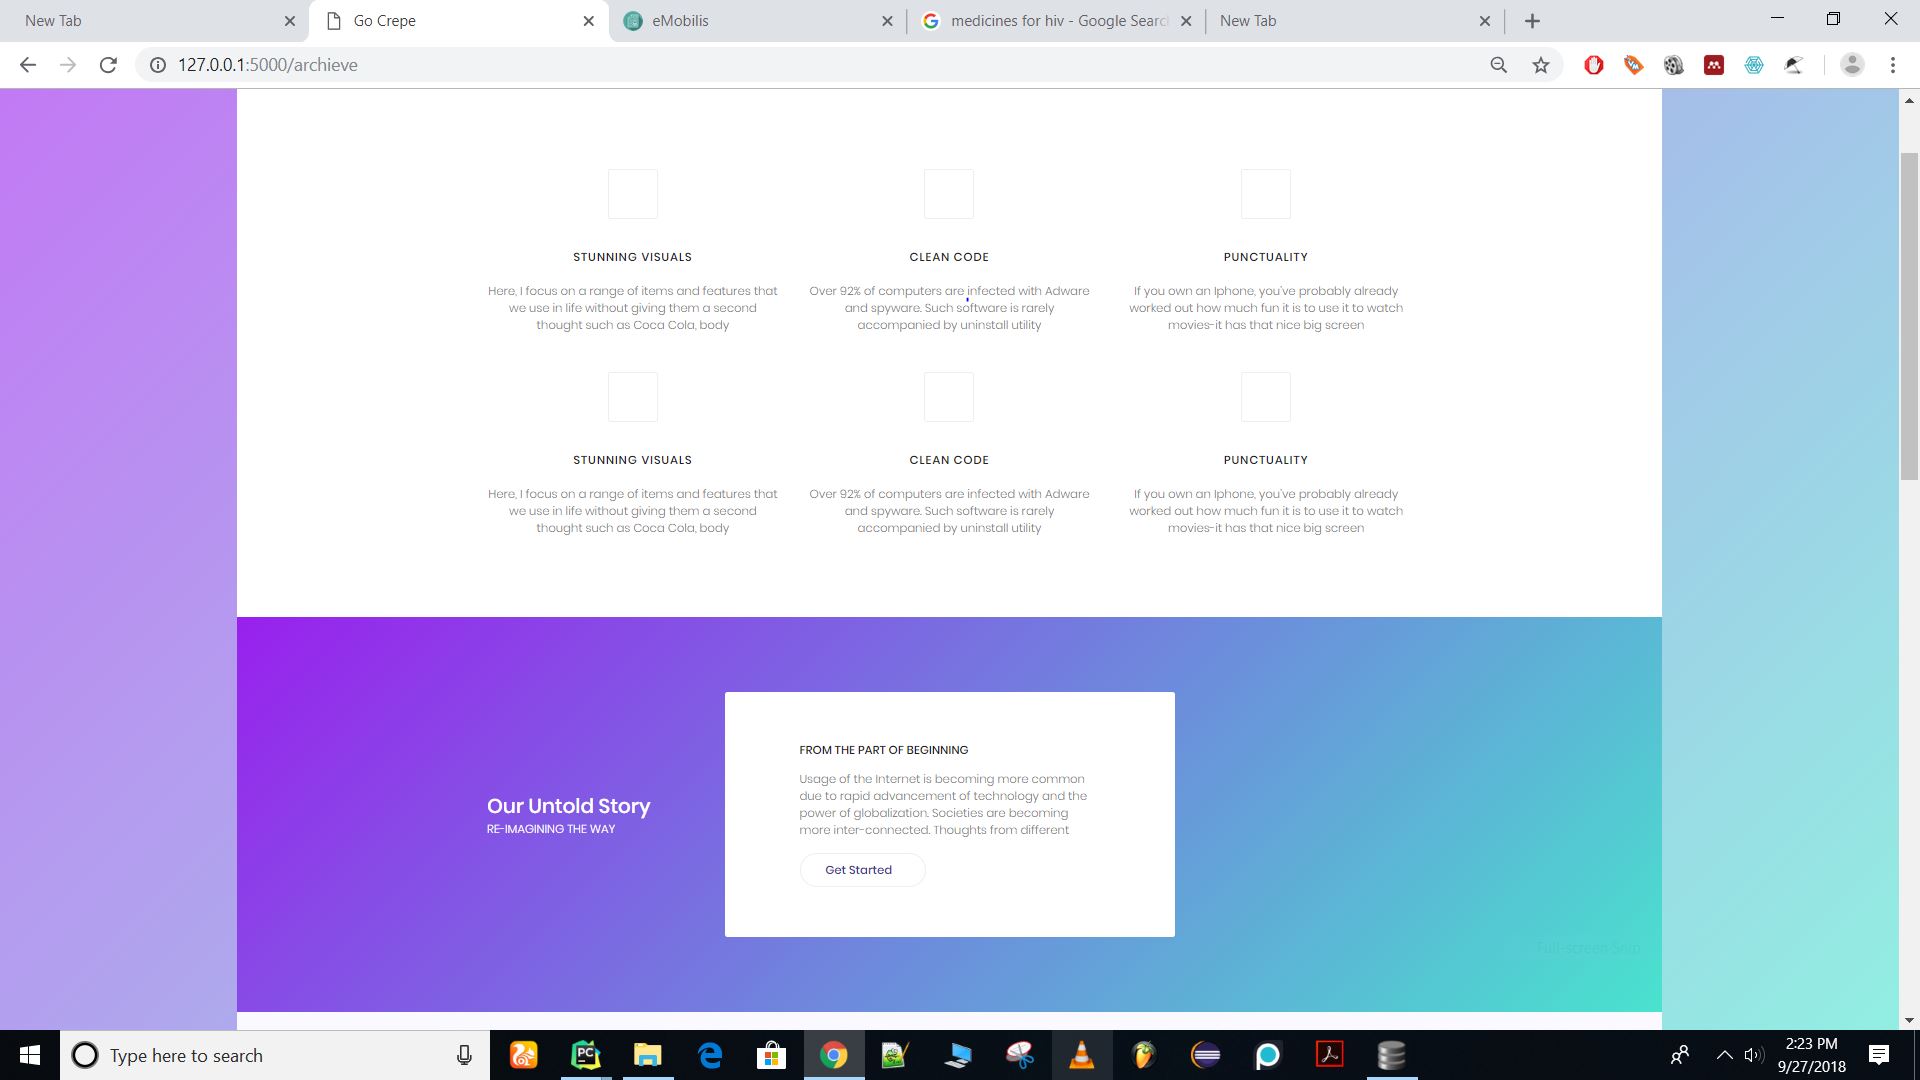 New Tab
Go Crepe
eMobilis
medicines for hiv - Google Searc
New Tab
127.0.0.1:5000/archieve
STUNNING VISUALS
CLEAN CODE
PUNCTUALITY
Here, I focus on a range of items and features that
we use in life without giving them a second
thought such as Coca Cola, body
Over 92% of computers are infected with Adware
and spyware. Such software is rarely
accompanied by uninstall utility
If you own an Iphone, you've probably already
worked out how much fun it is to use it to watch
movies-it has that nice big screen
STUNNING VISUALS
CLEAN CODE
PUNCTUALITY
Here, I focus on a range of items and features that
we use in life without giving them a second
thought such as Coca Cola, body
Over 92% of computers are infected with Adware
and spyware. Such software is rarely
accompanied by uninstall utility
If you own an Iphone, you've probably already
worked out how much fun it is to use it to watch
movies-it has that nice big screen
Our Untold Story
RE-IMAGINING THE WAY
FROM THE PART OF BEGINNING
Usage of the Internet is becoming more common
due to rapid advancement of technology and the
power of globalization. Societies are becoming
more inter-connected. Thoughts from different
Get Started
Full-screen Snip
Type here to search
PC
2:23 PM
9/27/2018